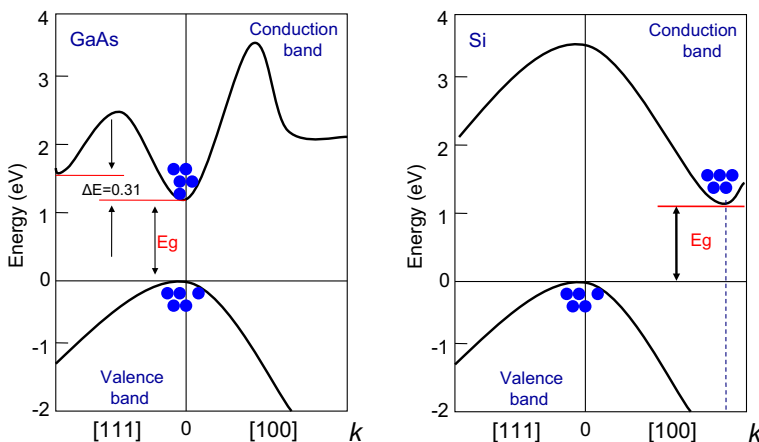 GaAs
Conduction
band
4
3
2
1
0
-1
-2
Energy (eV)
ΔE=0.31
Eg
Valence
band
[111]
0
[100]
k
Si
Conduction
band
4
3
2
1
0
-1
-2
Energy (eV)
Eg
Valence
band
[111]
0
[100]
k